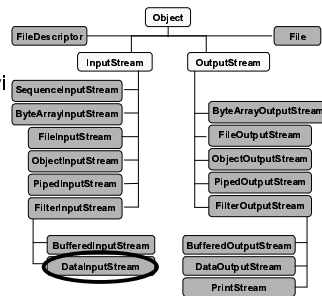 Object
FileDescriptor
File
InputStream
OutputStream
vi
SequenceInputStream
ByteArrayInputStream
FileInputStream
ObjectInputStream
PipedInputStream
FilterInputStream
ByteArrayOutputStream
FileOutputStream
ObjectOutputStream
PipedOutputStream
FilterOutputStream
BufferedInputStream
DataInputStream
BufferedOutputStream
DataOutputStream
PrintStream